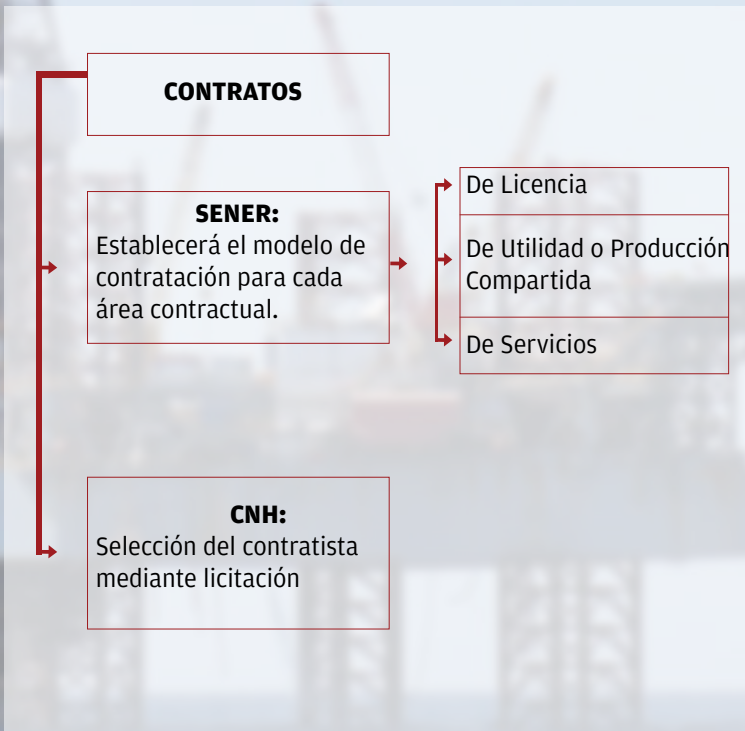 CONTRATOS
SENER:
Establecerá el modelo de
contratación para cada
área contractual.
De Licencia
De Utilidad o Producción
Compartida
De Servicios
CNH:
Selección del contratista
mediante licitación